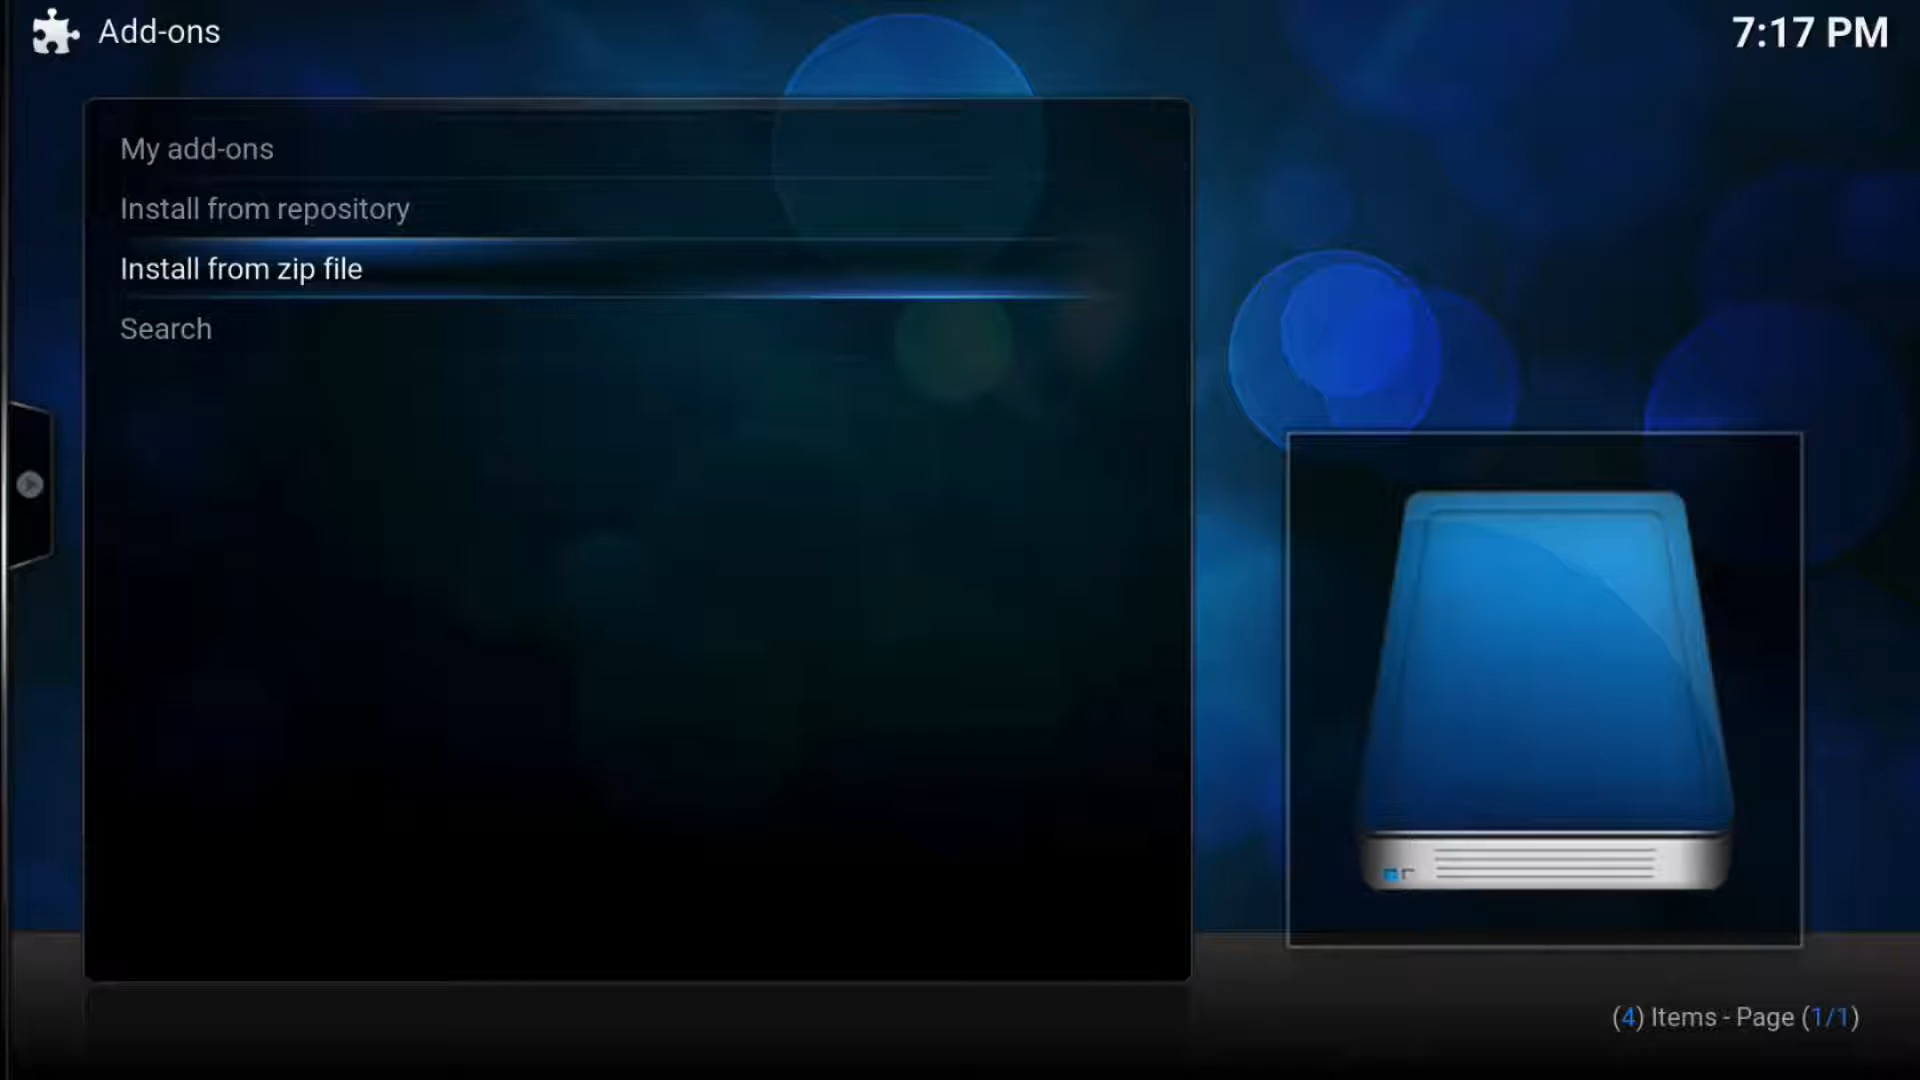 Add-ons
7:17 PM
My add-ons
Install from repository
Install from zip file
Search
(4) Items - Page (1/1)